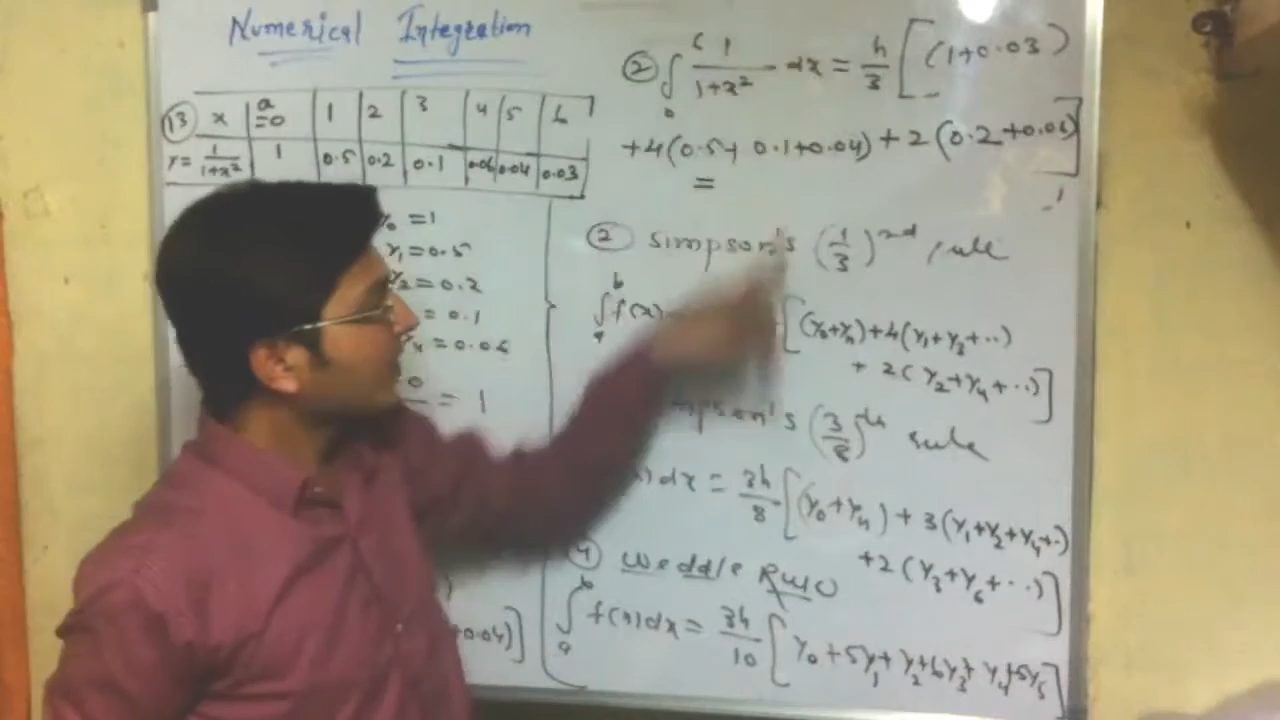 Numerical Integration
(13) x a=0 1 2 3 4 5 6
Y = 1/(1+x²) 1 0.5 0.2 0.1 0.06 0.04 0.03
Y₀ = 1
Y₁ = 0.5
Y₂ = 0.2
= 0.1
Y₄ = 0.06
0 = 1
+0.04)]
② ∫₀⁶ 1/(1+x²) dx = h/3 [(1+0.03)
+4(0.5+0.1+0.04)+2(0.2+0.06)]
=
② Simpson's (1/3)ʳᵈ rule
∫ₐᵇ f(x) [(Y₀+Yₙ)+4(Y₁+Y₃+..)
+ 2(Y₂+Y₄+..)]
mpson's (3/8)ᵗʰ rule
)dx = 3h/8 [(Y₀+Yₙ) + 3(Y₁+Y₂+Y₄+.)
+2(Y₃+Y₆+..)]
④ Weddle Rule
∫ₐᵇ f(x)dx = 3h/10 [Y₀+5Y₁+Y₂+6Y₃+Y₄+5Y₅]